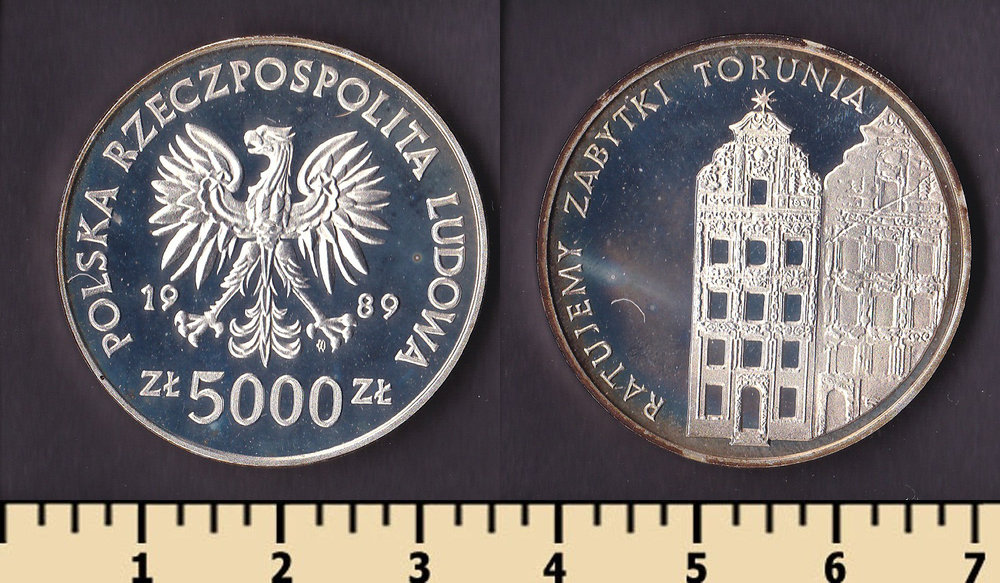 POLSKA RZECZPOSPOLITA LUDOWA
1989
ZŁ 5000 ZŁ
RATUJEMY ZABYTKI TORUNIA
1 2 3 4 5 6 7